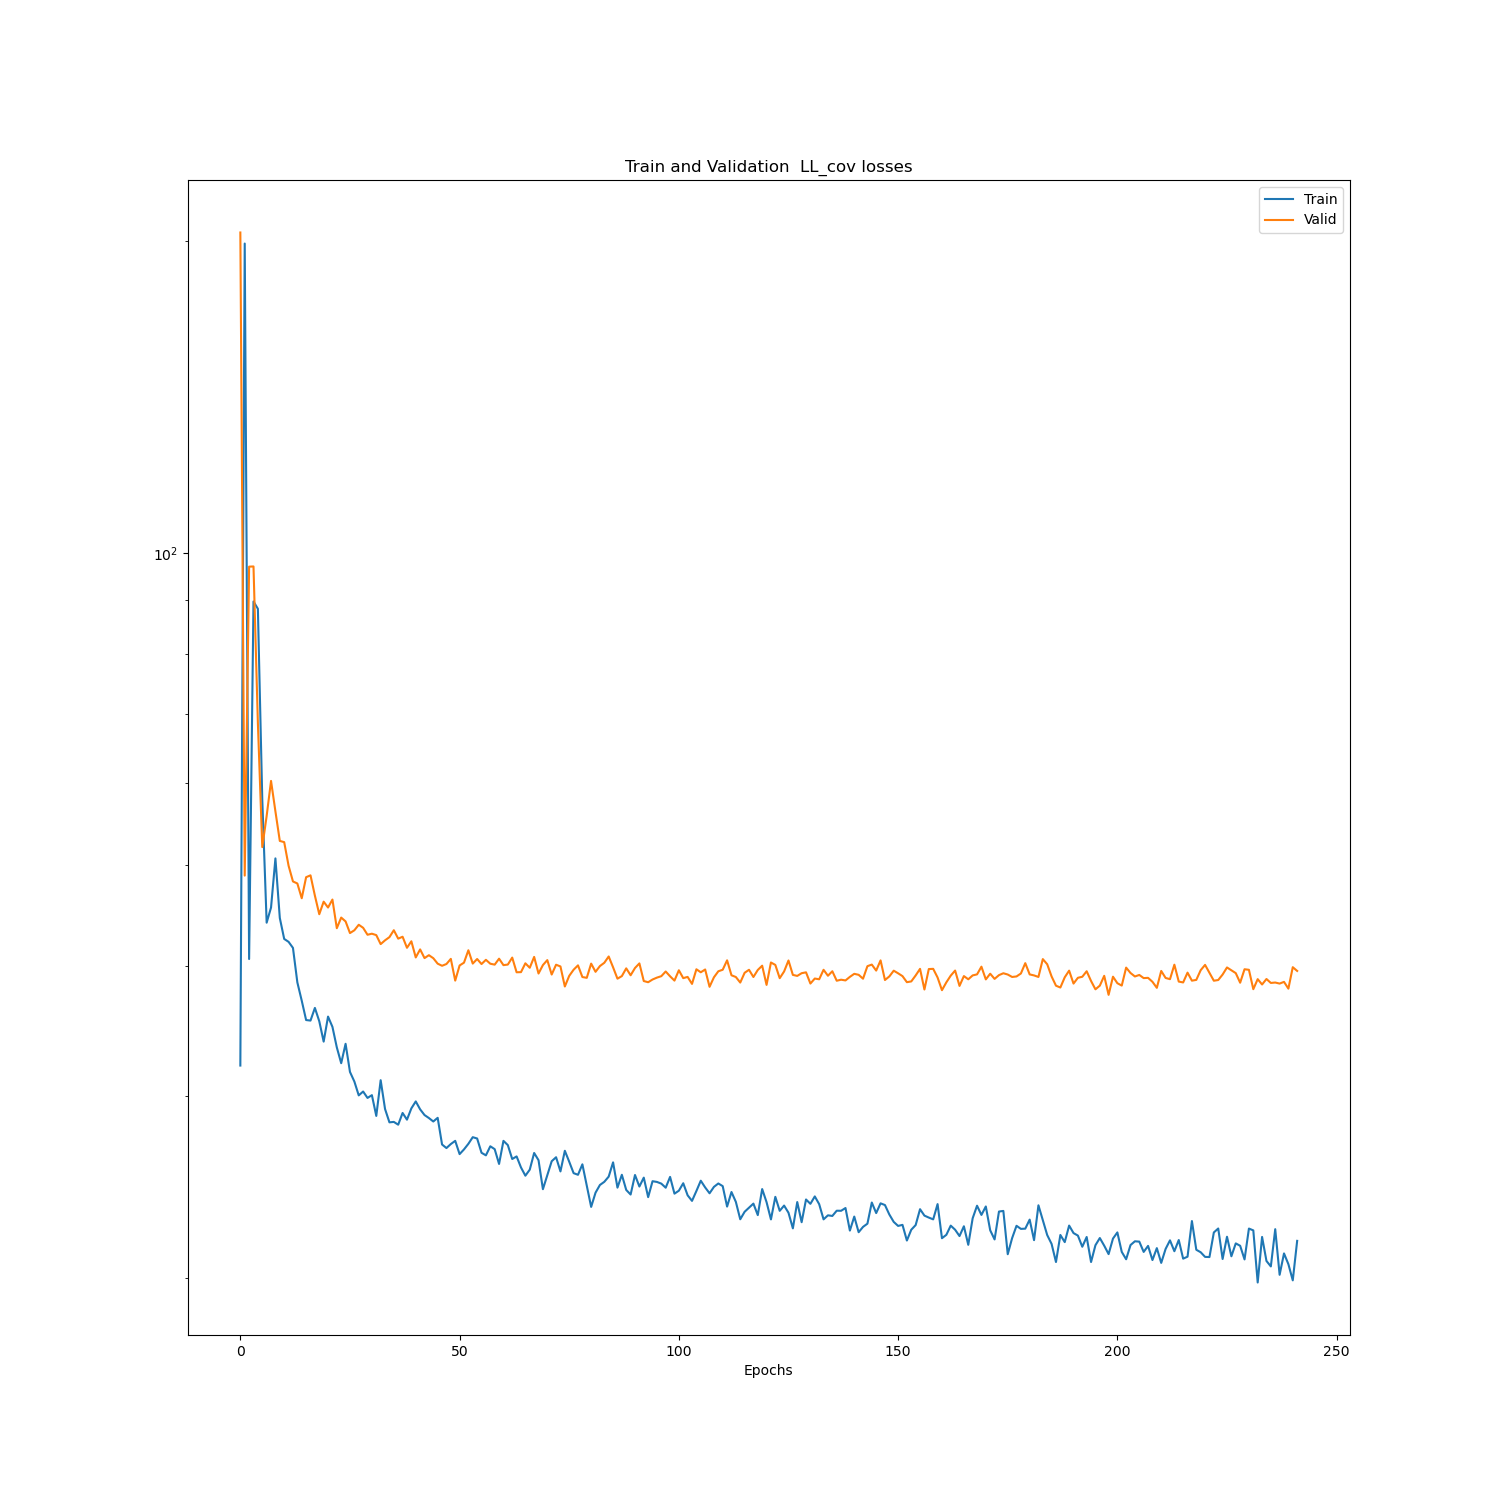 Train and Validation  LL_cov losses
Train
Valid
10²
0 50 100 150 200 250
Epochs